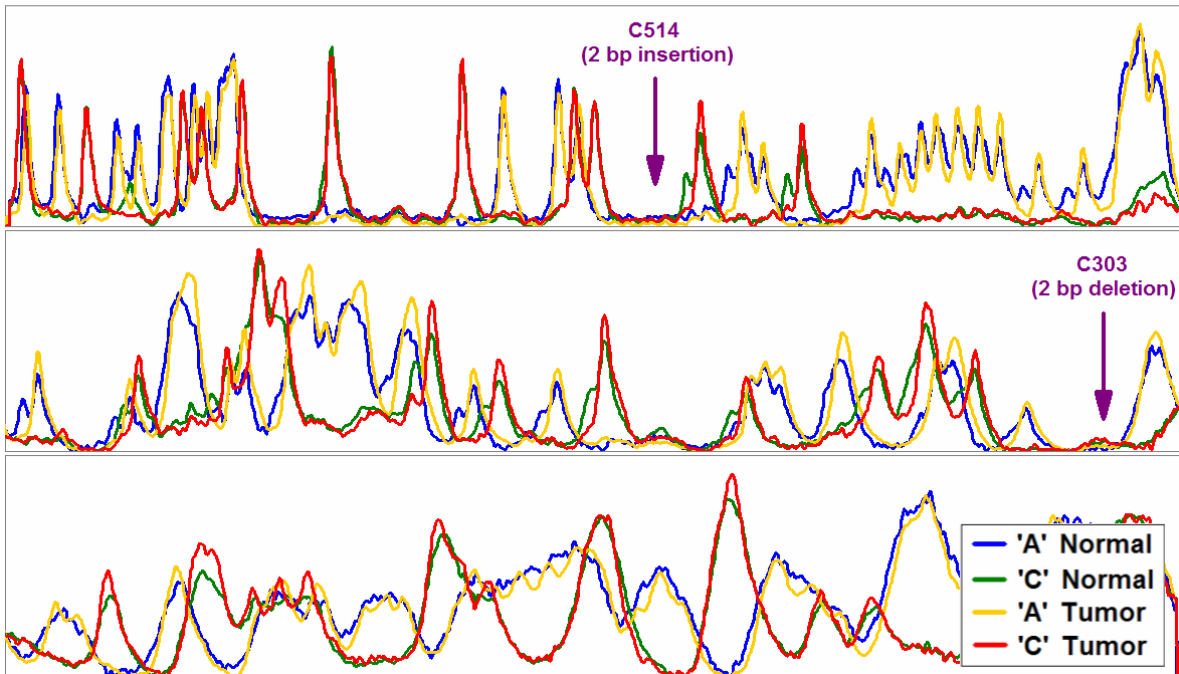 C514
(2 bp insertion)
C303
(2 bp deletion)
'A' Normal
'C' Normal
'A' Tumor
'C' Tumor